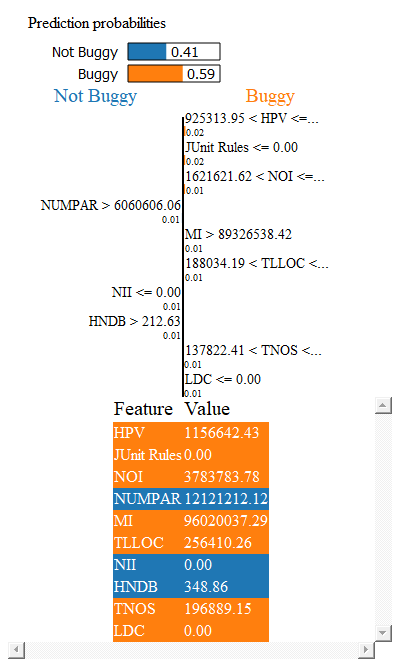 Prediction probabilities
Not Buggy 0.41
Buggy 0.59
Not Buggy Buggy
925313.95 < HPV <=...
0.02
JUnit Rules <= 0.00
0.02
1621621.62 < NOI <=...
0.01
NUMPAR > 6060606.06
0.01
MI > 89326538.42
0.01
188034.19 < TLLOC <...
0.01
NII <= 0.00
0.01
HNDB > 212.63
0.01
137822.41 < TNOS <...
0.01
LDC <= 0.00
0.01
Feature Value
HPV 1156642.43
JUnit Rules 0.00
NOI 3783783.78
NUMPAR 12121212.12
MI 96020037.29
TLLOC 256410.26
NII 0.00
HNDB 348.86
TNOS 196889.15
LDC 0.00